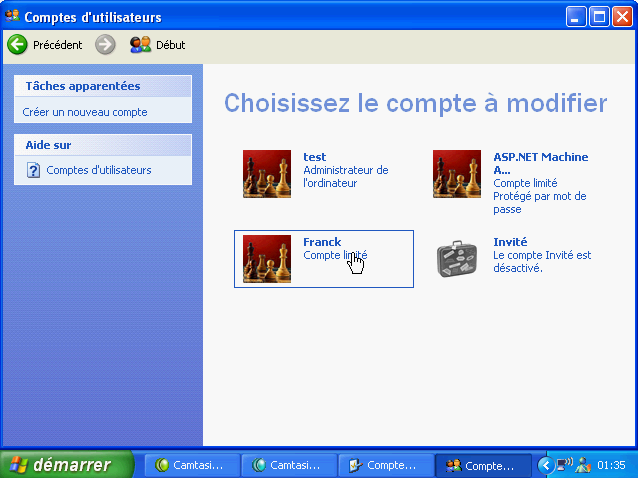 Comptes d'utilisateurs
Précédent
Début
Tâches apparentées
Créer un nouveau compte
Aide sur
Comptes d'utilisateurs
Choisissez le compte à modifier
test
Administrateur de
l'ordinateur
ASP.NET Machine
A...
Compte limité
Protégé par mot de
passe
Franck
Compte limité
Invité
Le compte Invité est
désactivé.
démarrer
Camtasi...
Camtasi...
Compte...
Compte...
01:35